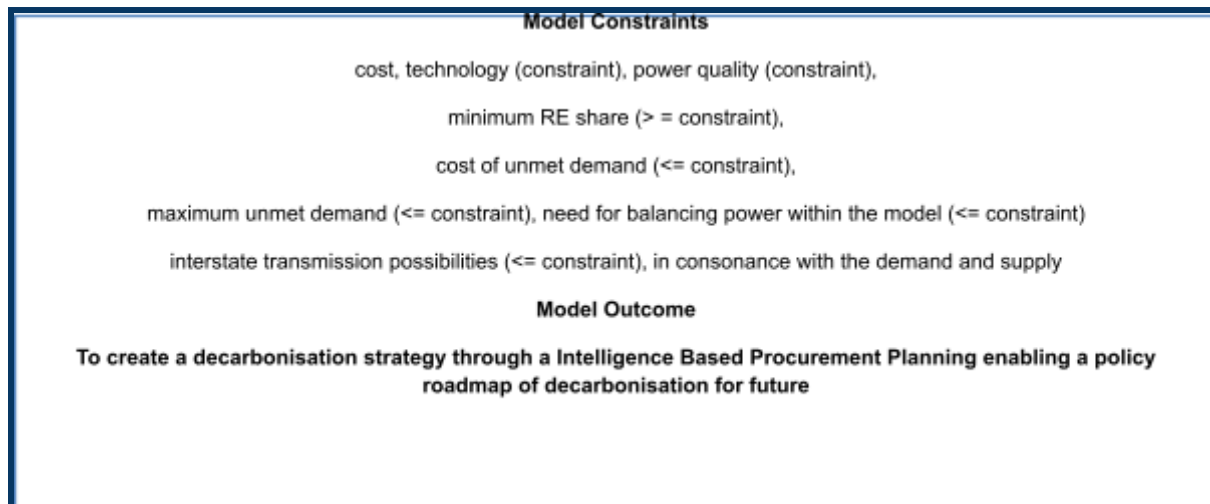 Model Constraints
cost, technology (constraint), power quality (constraint),
minimum RE share (> = constraint),
cost of unmet demand (<= constraint),
maximum unmet demand (<= constraint), need for balancing power within the model (<= constraint)
interstate transmission possibilities (<= constraint), in consonance with the demand and supply
Model Outcome
To create a decarbonisation strategy through a Intelligence Based Procurement Planning enabling a policy
roadmap of decarbonisation for future